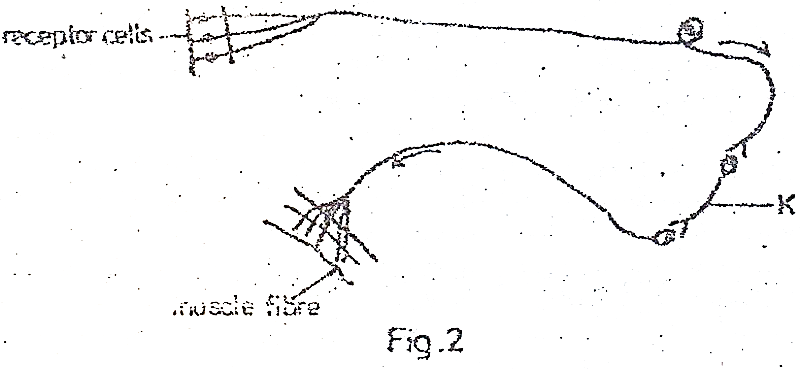 receptor cells
K
muscle fibre
Fig.2